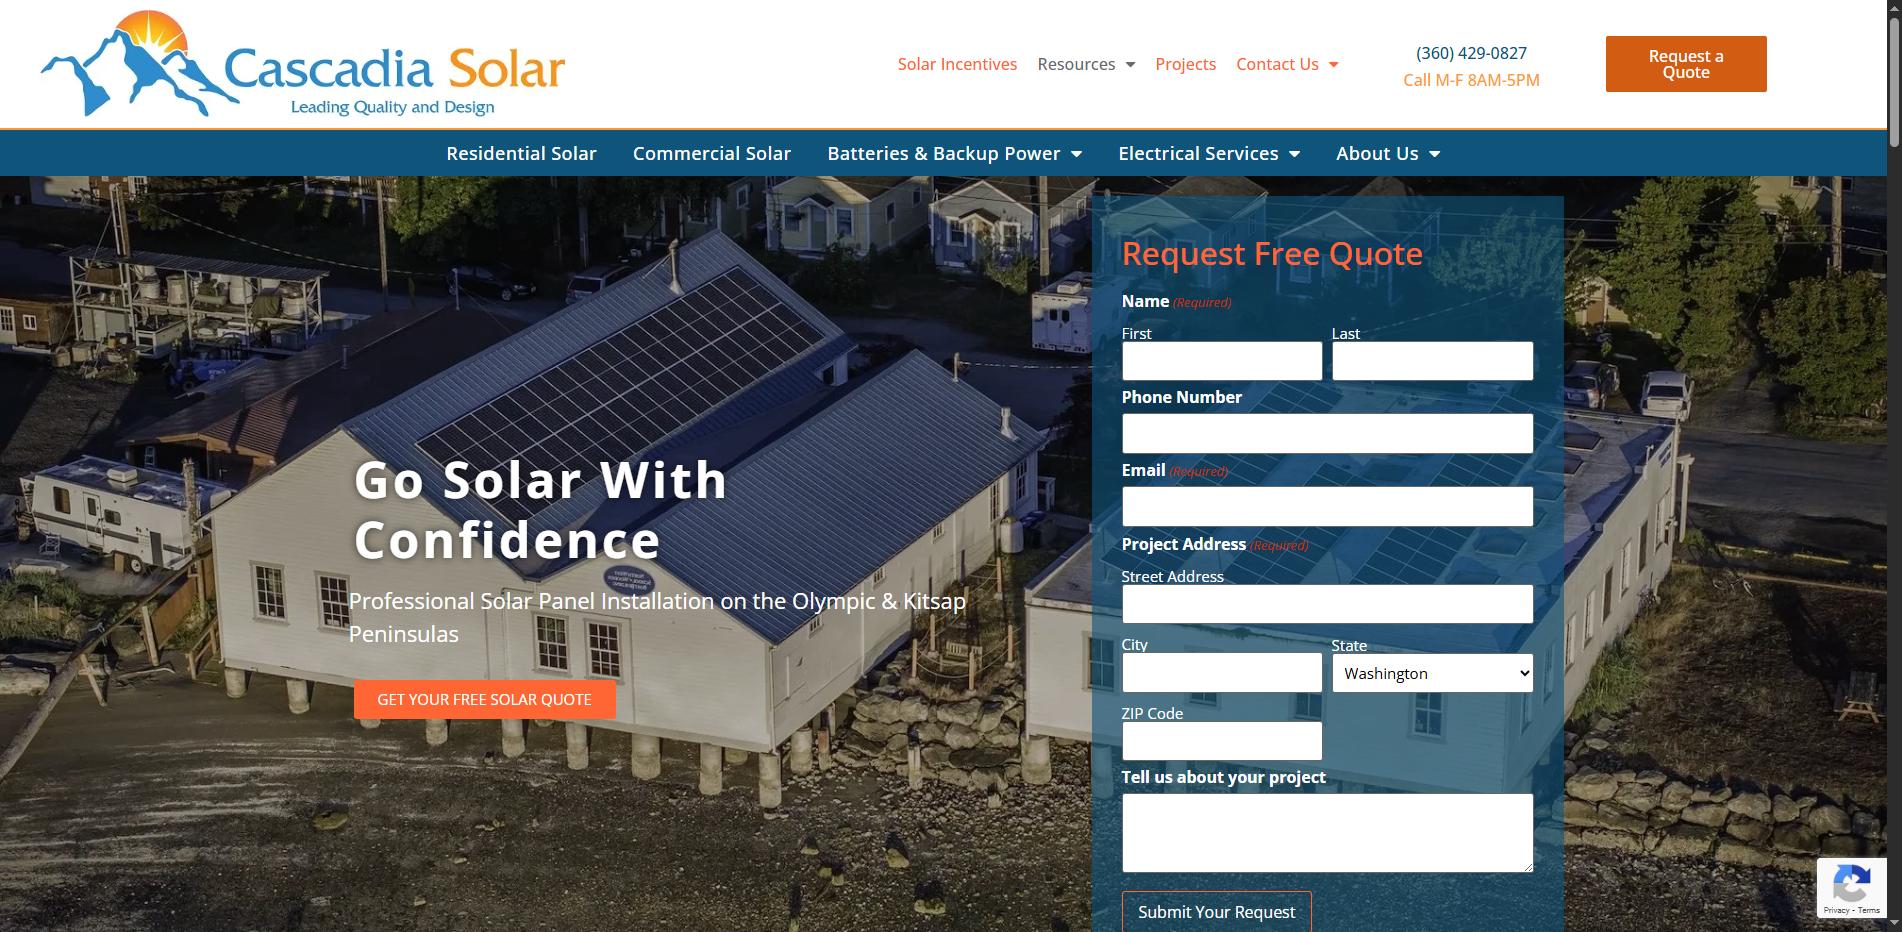 Cascadia Solar
Leading Quality and Design
Solar Incentives
Resources
Projects
Contact Us
(360) 429-0827
Call M-F 8AM-5PM
Request a
Quote
Residential Solar
Commercial Solar
Batteries & Backup Power
Electrical Services
About Us
Go Solar With
Confidence
Professional Solar Panel Installation on the Olympic & Kitsap
Peninsulas
GET YOUR FREE SOLAR QUOTE
Request Free Quote
Name (Required)
First
Last
Phone Number
Email (Required)
Project Address (Required)
Street Address
City
State
Washington
ZIP Code
Tell us about your project
Submit Your Request
Privacy - Terms